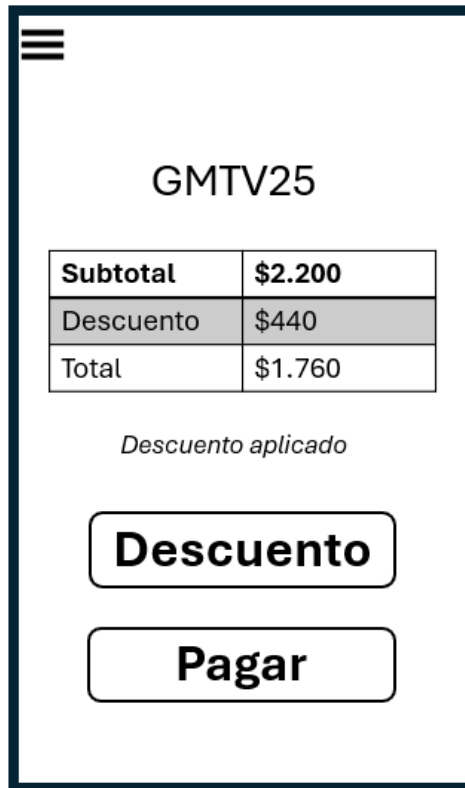 GMTV25
Subtotal $2.200
Descuento $440
Total $1.760
Descuento aplicado
Descuento
Pagar